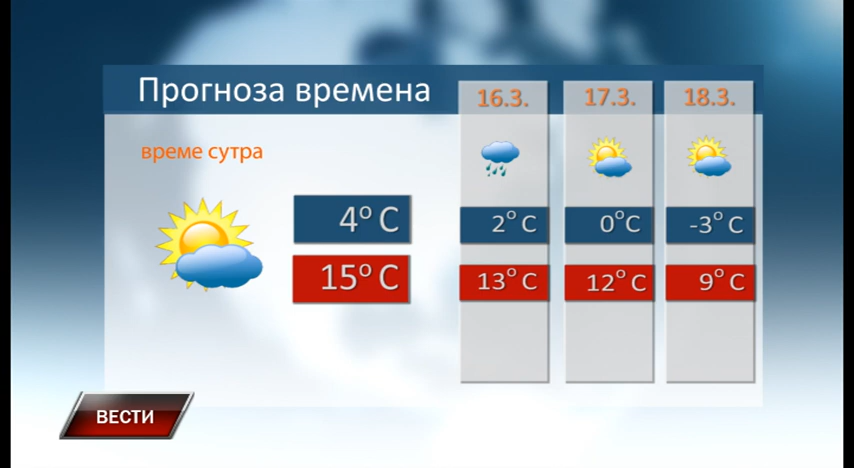 Прогноза времена
време сутра
4° C
15° C
16.3.
2° C
13° C
17.3.
0°C
12° C
18.3.
-3° C
9° C
ВЕСТИ